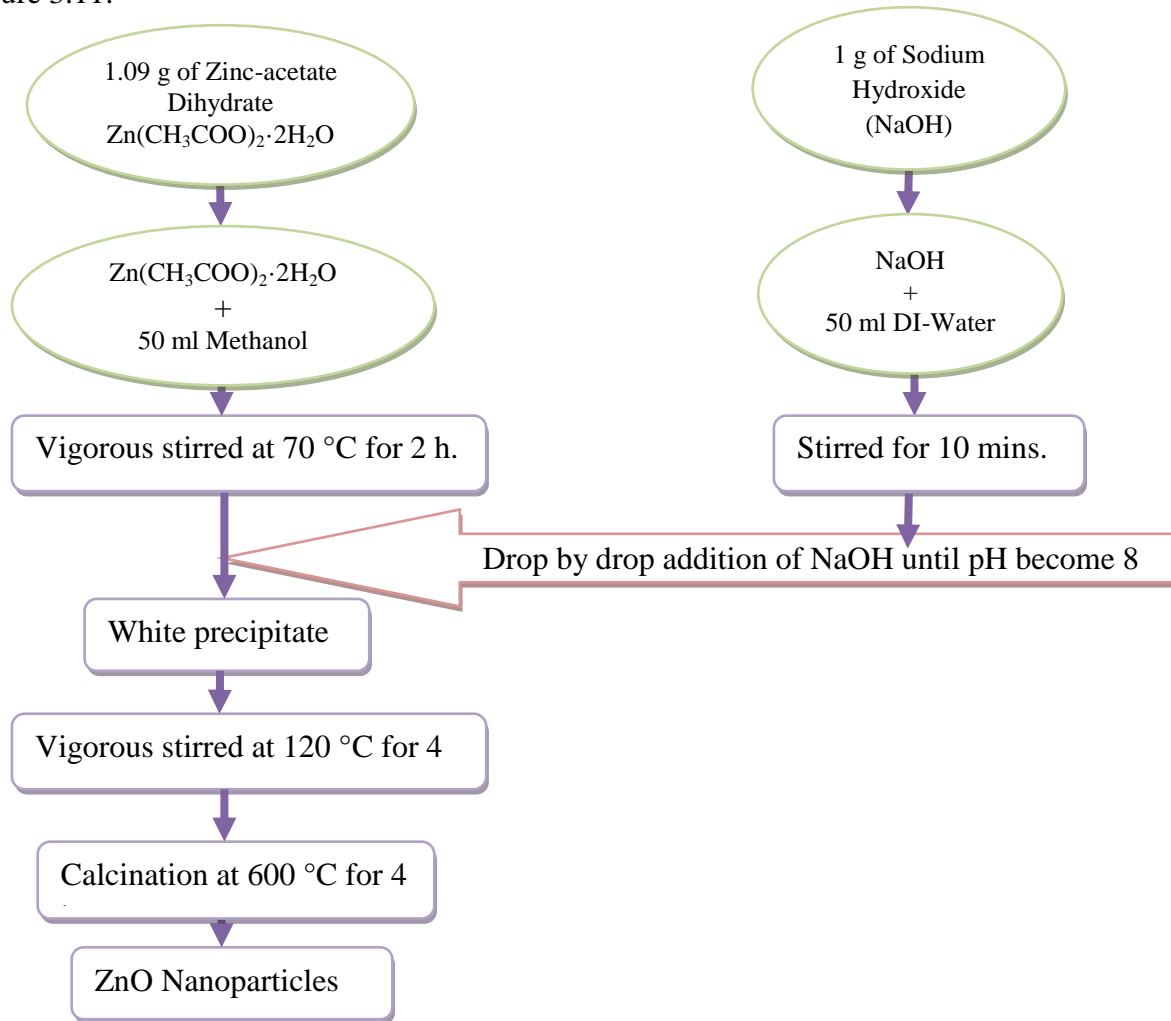 1.09 g of Zinc-acetate
Dihydrate
Zn(CH₃COO)₂·2H₂O
1 g of Sodium
Hydroxide
(NaOH)
Zn(CH₃COO)₂·2H₂O
+
50 ml Methanol
NaOH
+
50 ml DI-Water
Vigorous stirred at 70 °C for 2 h.
Stirred for 10 mins.
Drop by drop addition of NaOH until pH become 8
White precipitate
Vigorous stirred at 120 °C for 4
Calcination at 600 °C for 4
ZnO Nanoparticles